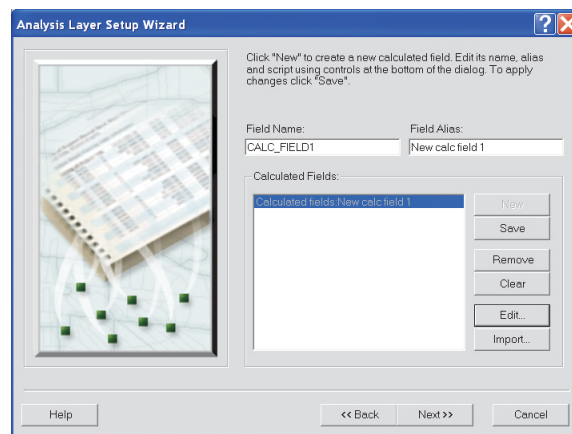 Analysis Layer Setup Wizard
Click "New" to create a new calculated field. Edit its name, alias
and script using controls at the bottom of the dialog. To apply
changes click "Save".
Field Name:
Field Alias:
CALC_FIELD1
New calc field 1
Calculated Fields:
Calculated fields:New calc field 1
New
Save
Remove
Clear
Edit...
Import...
Help
<< Back
Next >>
Cancel